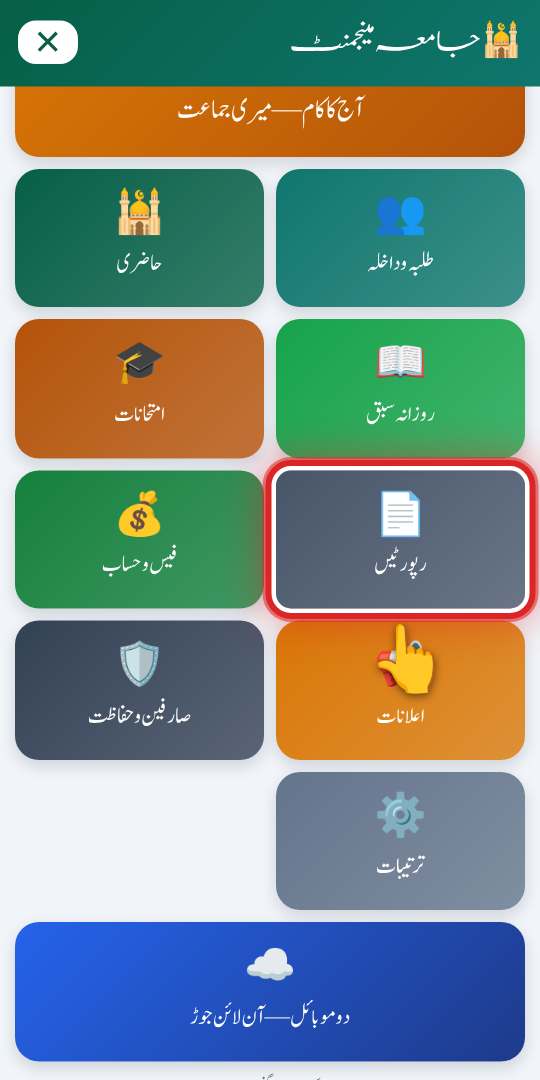 جامعہ مینجمنٹ
آج کا کام — میری جماعت
طلبہ و داخلہ
حاضری
روزانہ سبق
امتحانات
رپورٹیں
فیس و حساب
اعلانات
صارفین و حفاظت
ترتیبات
دو موبائل — آن لائن جوڑ